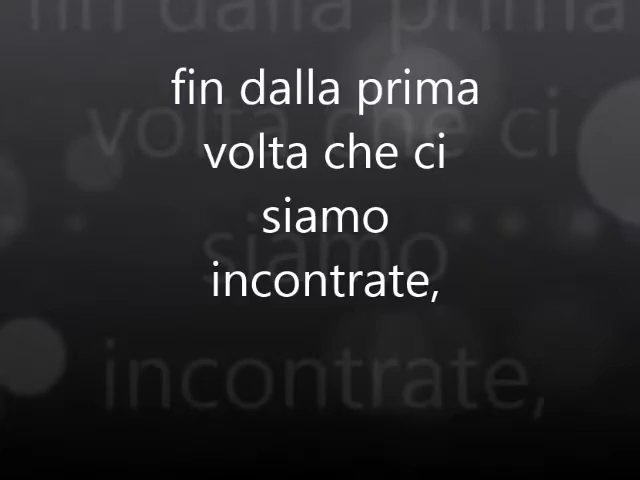 fin dalla prima
volta che ci
siamo
incontrate,